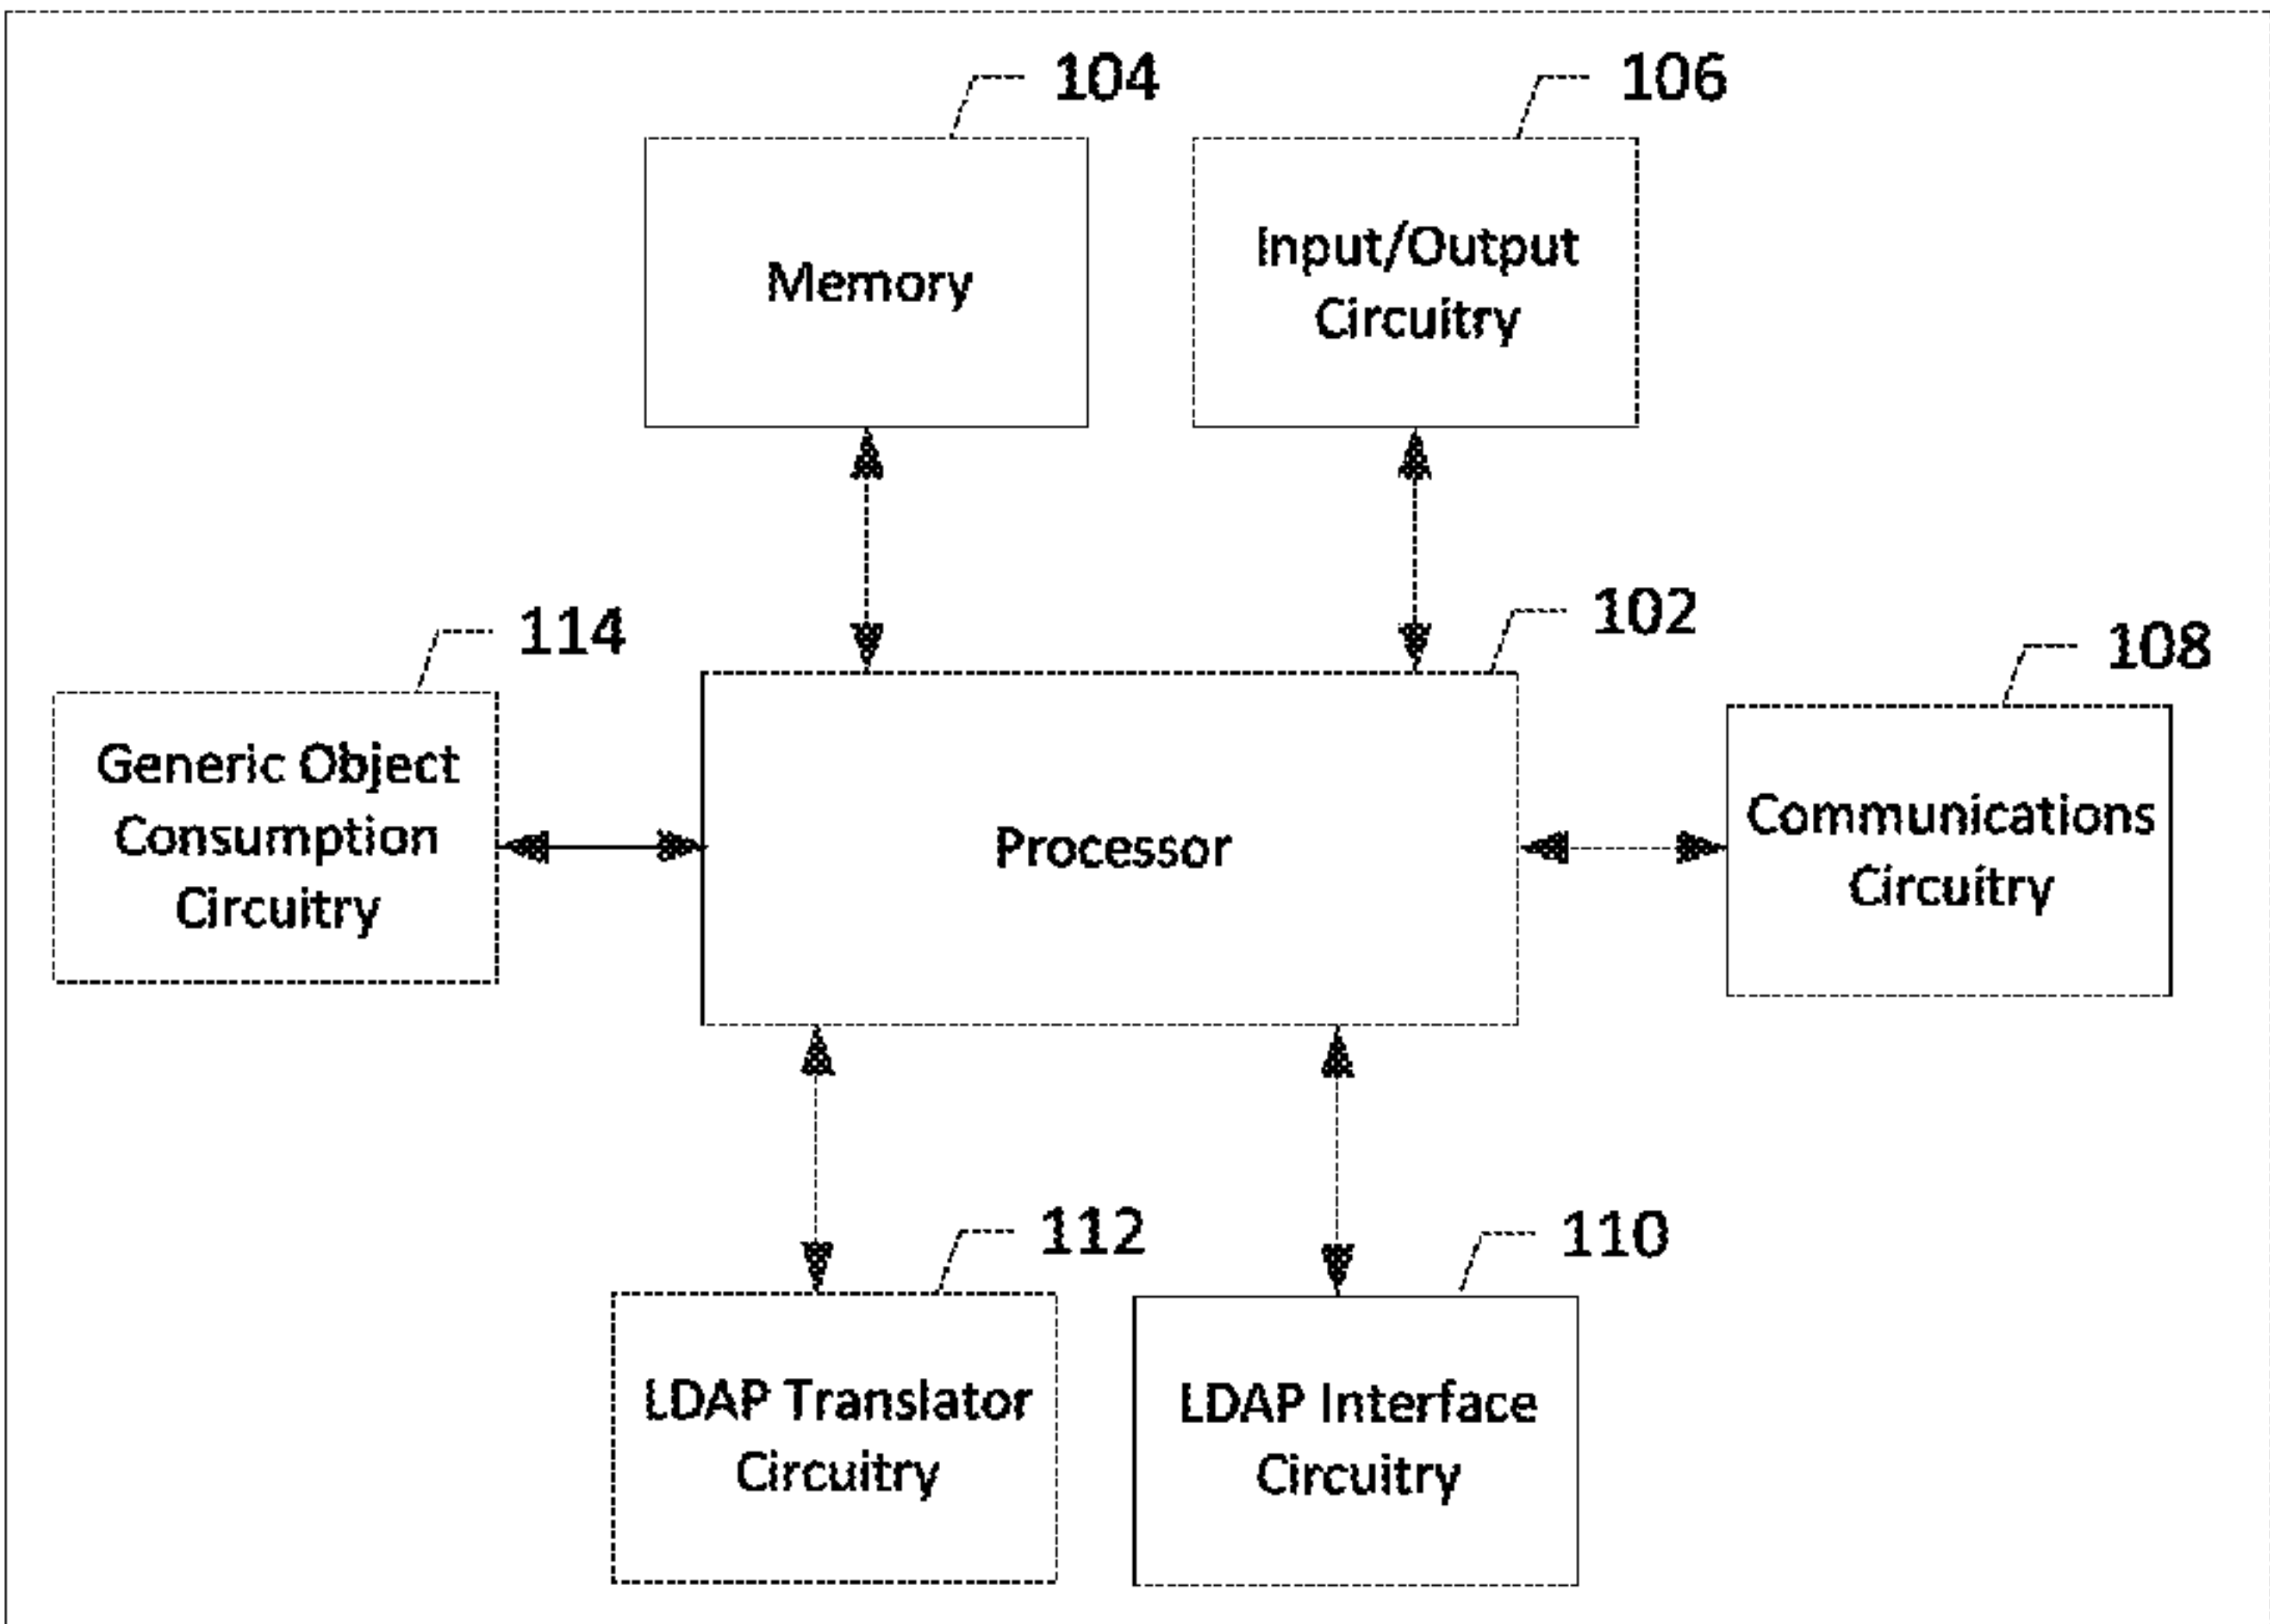 104
106
Memory
Input/Output
Circuitry
102
114
108
Generic Object
Consumption
Circuitry
Processor
Communications
Circuitry
112
110
LDAP Translator
Circuitry
LDAP Interface
Circuitry